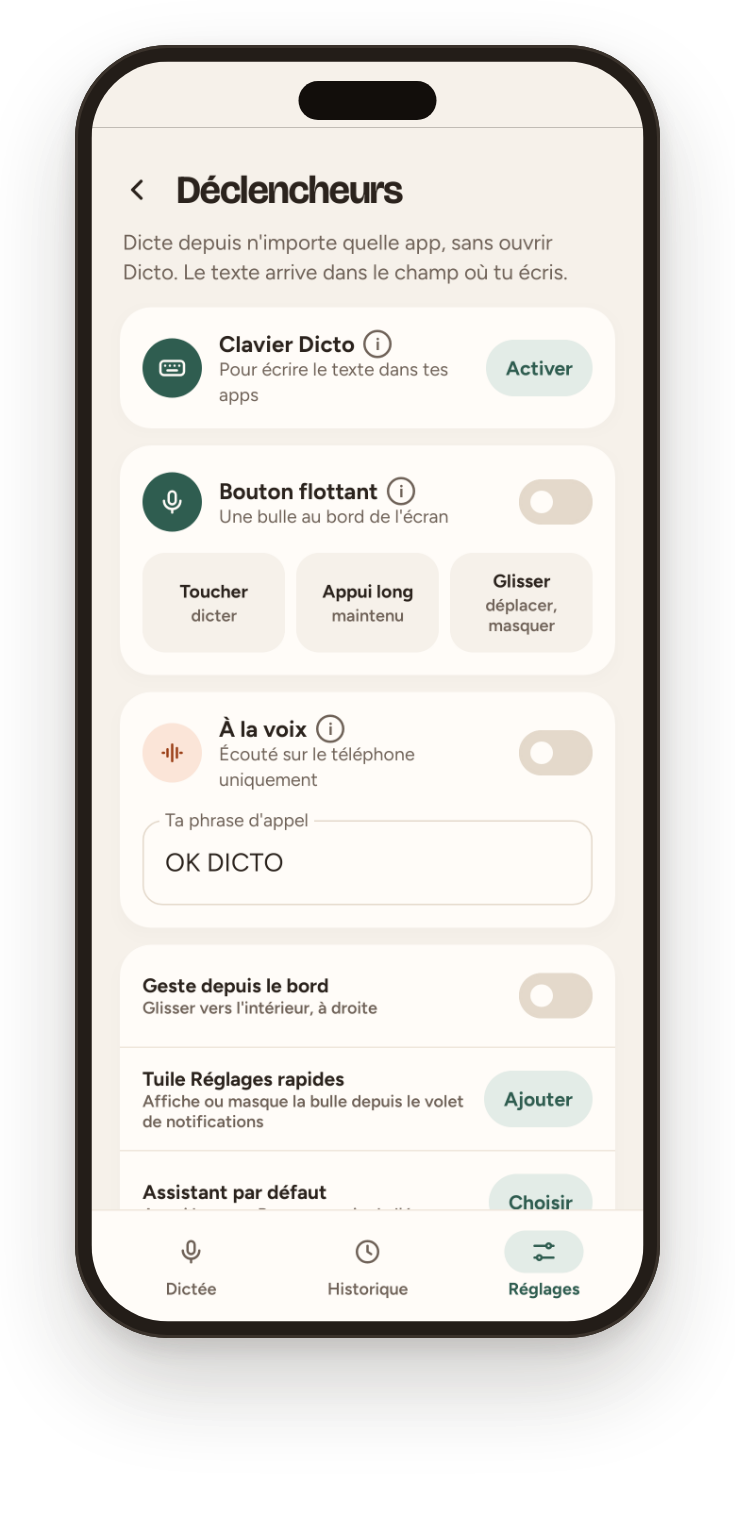 Déclencheurs
Dicte depuis n'importe quelle app, sans ouvrir
Dicto. Le texte arrive dans le champ où tu écris.
Clavier Dicto
Pour écrire le texte dans tes
apps
Activer
Bouton flottant
Une bulle au bord de l'écran
Toucher
dicter
Appui long
maintenu
Glisser
déplacer,
masquer
À la voix
Écouté sur le téléphone
uniquement
Ta phrase d'appel
OK DICTO
Geste depuis le bord
Glisser vers l'intérieur, à droite
Tuile Réglages rapides
Affiche ou masque la bulle depuis le volet
de notifications
Ajouter
Assistant par défaut
Choisir
Dictée
Historique
Réglages